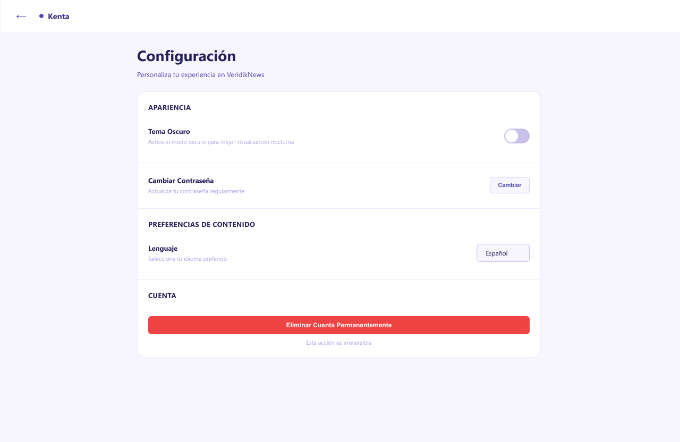 ← Kenta
Configuración
Personaliza tu experiencia en VeridikNews
APARIENCIA
Tema Oscuro
Activa el modo oscuro para mejor visualización nocturna
Cambiar Contraseña
Actualiza tu contraseña regularmente
Cambiar
PREFERENCIAS DE CONTENIDO
Lenguaje
Selecciona tu idioma preferido
Español
CUENTA
Eliminar Cuenta Permanentemente
Esta acción es irreversible